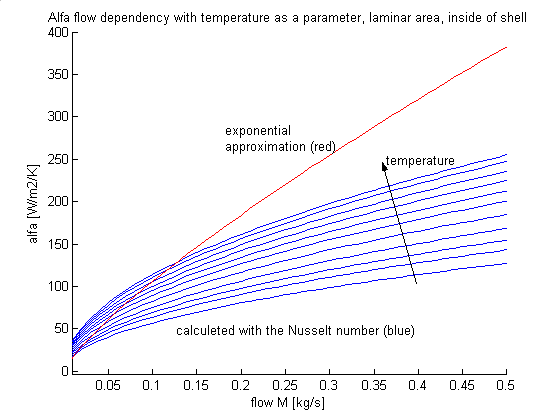 Alfa flow dependency with temperature as a parameter, laminar area, inside of shell
400
350
300
250
200
150
100
50
0
alfa [W/m2/K]
exponential
approximation (red)
temperature
calculeted with the Nusselt number (blue)
0.05 0.1 0.15 0.2 0.25 0.3 0.35 0.4 0.45 0.5
flow M [kg/s]